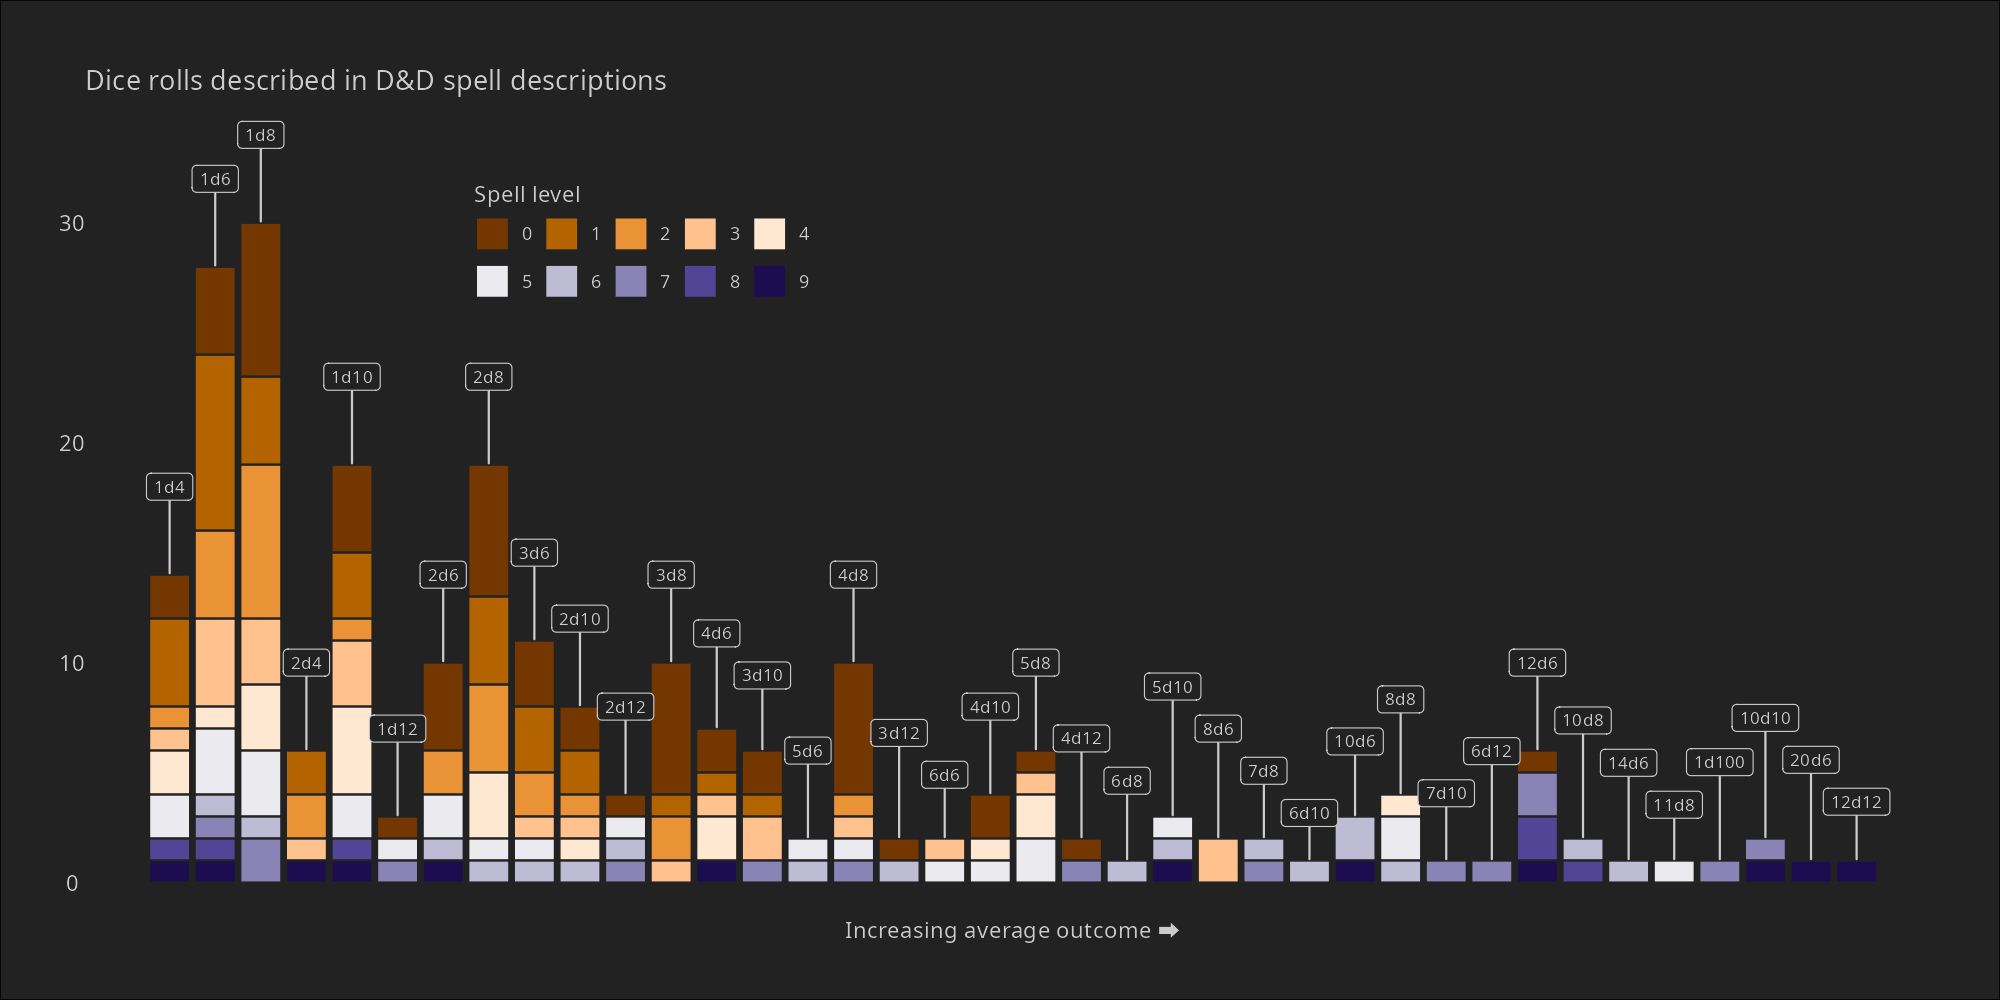 Dice rolls described in D&D spell descriptions
1d8
1d6
Spell level
30
0 1 2 3 4
5 6 7 8 9
1d10
2d8
20
1d4
3d6
2d6
3d8
4d8
2d10
4d6
10
2d4
5d8
12d6
3d10
5d10
8d8
2d12
4d10
10d8
10d10
1d12
8d6
3d12
4d12
10d6
5d6
6d12
20d6
14d6
1d100
7d8
6d6
6d8
7d10
12d12
11d8
6d10
0
Increasing average outcome ➡